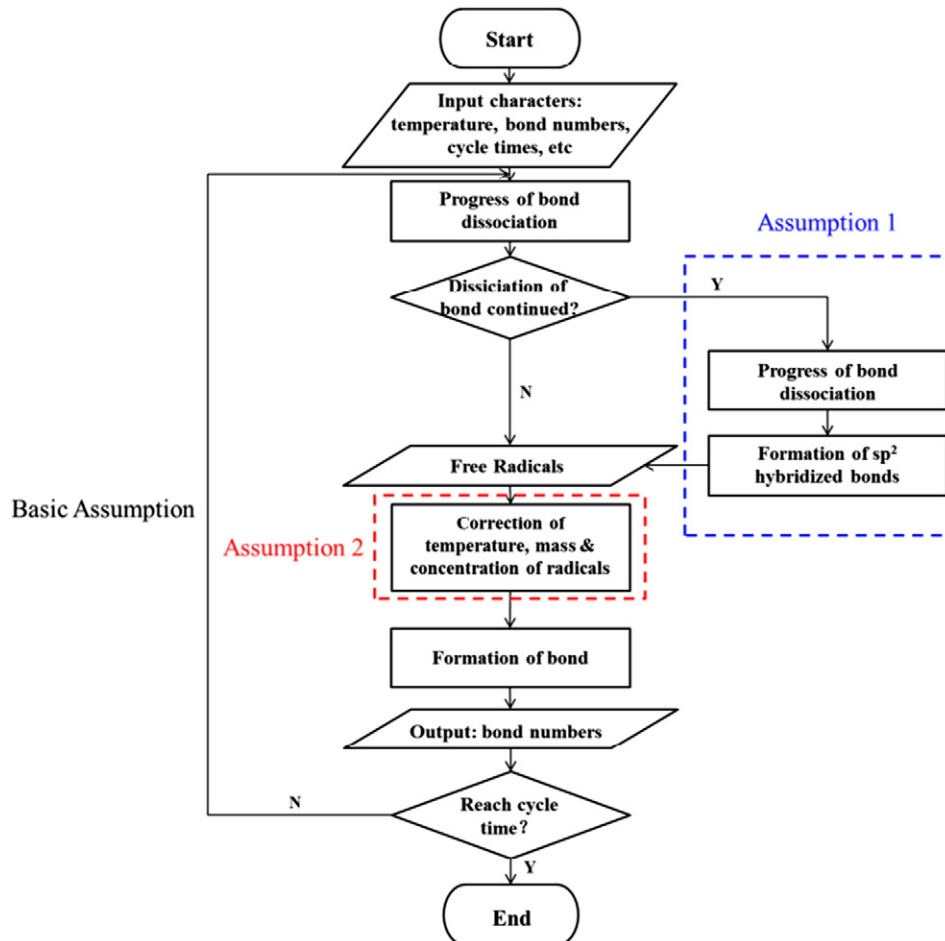 Start
Input characters:
temperature, bond numbers,
cycle times, etc
Progress of bond
dissociation
Assumption 1
Dissiciation of
bond continued?
Y
Progress of bond
dissociation
N
Formation of sp²
hybridized bonds
Free Radicals
Basic Assumption
Assumption 2
Correction of
temperature, mass &
concentration of radicals
Formation of bond
Output: bond numbers
N
Reach cycle
time?
Y
End